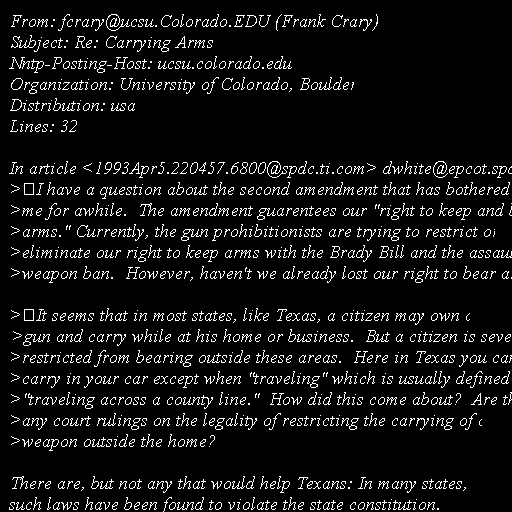 From: fcrary@ucsu.Colorado.EDU (Frank Crary)
Subject: Re: Carrying Arms
Nntp-Posting-Host: ucsu.colorado.edu
Organization: University of Colorado, Boulder
Distribution: usa
Lines: 32

In article <1993Apr5.220457.6800@spdc.ti.com> dwhite@epcot.spd
>I have a question about the second amendment that has bothered
>me for awhile.  The amendment guarentees our "right to keep and b
>arms." Currently, the gun prohibitionists are trying to restrict or
>eliminate our right to keep arms with the Brady Bill and the assau
>weapon ban.  However, haven't we already lost our right to bear a

>It seems that in most states, like Texas, a citizen may own a
>gun and carry while at his home or business.  But a citizen is seve
>restricted from bearing outside these areas.  Here in Texas you can
>carry in your car except when "traveling" which is usually defined
>"traveling across a county line."  How did this come about?  Are th
>any court rulings on the legality of restricting the carrying of a
>weapon outside the home?

There are, but not any that would help Texans: In many states,
such laws have been found to violate the state constitution.